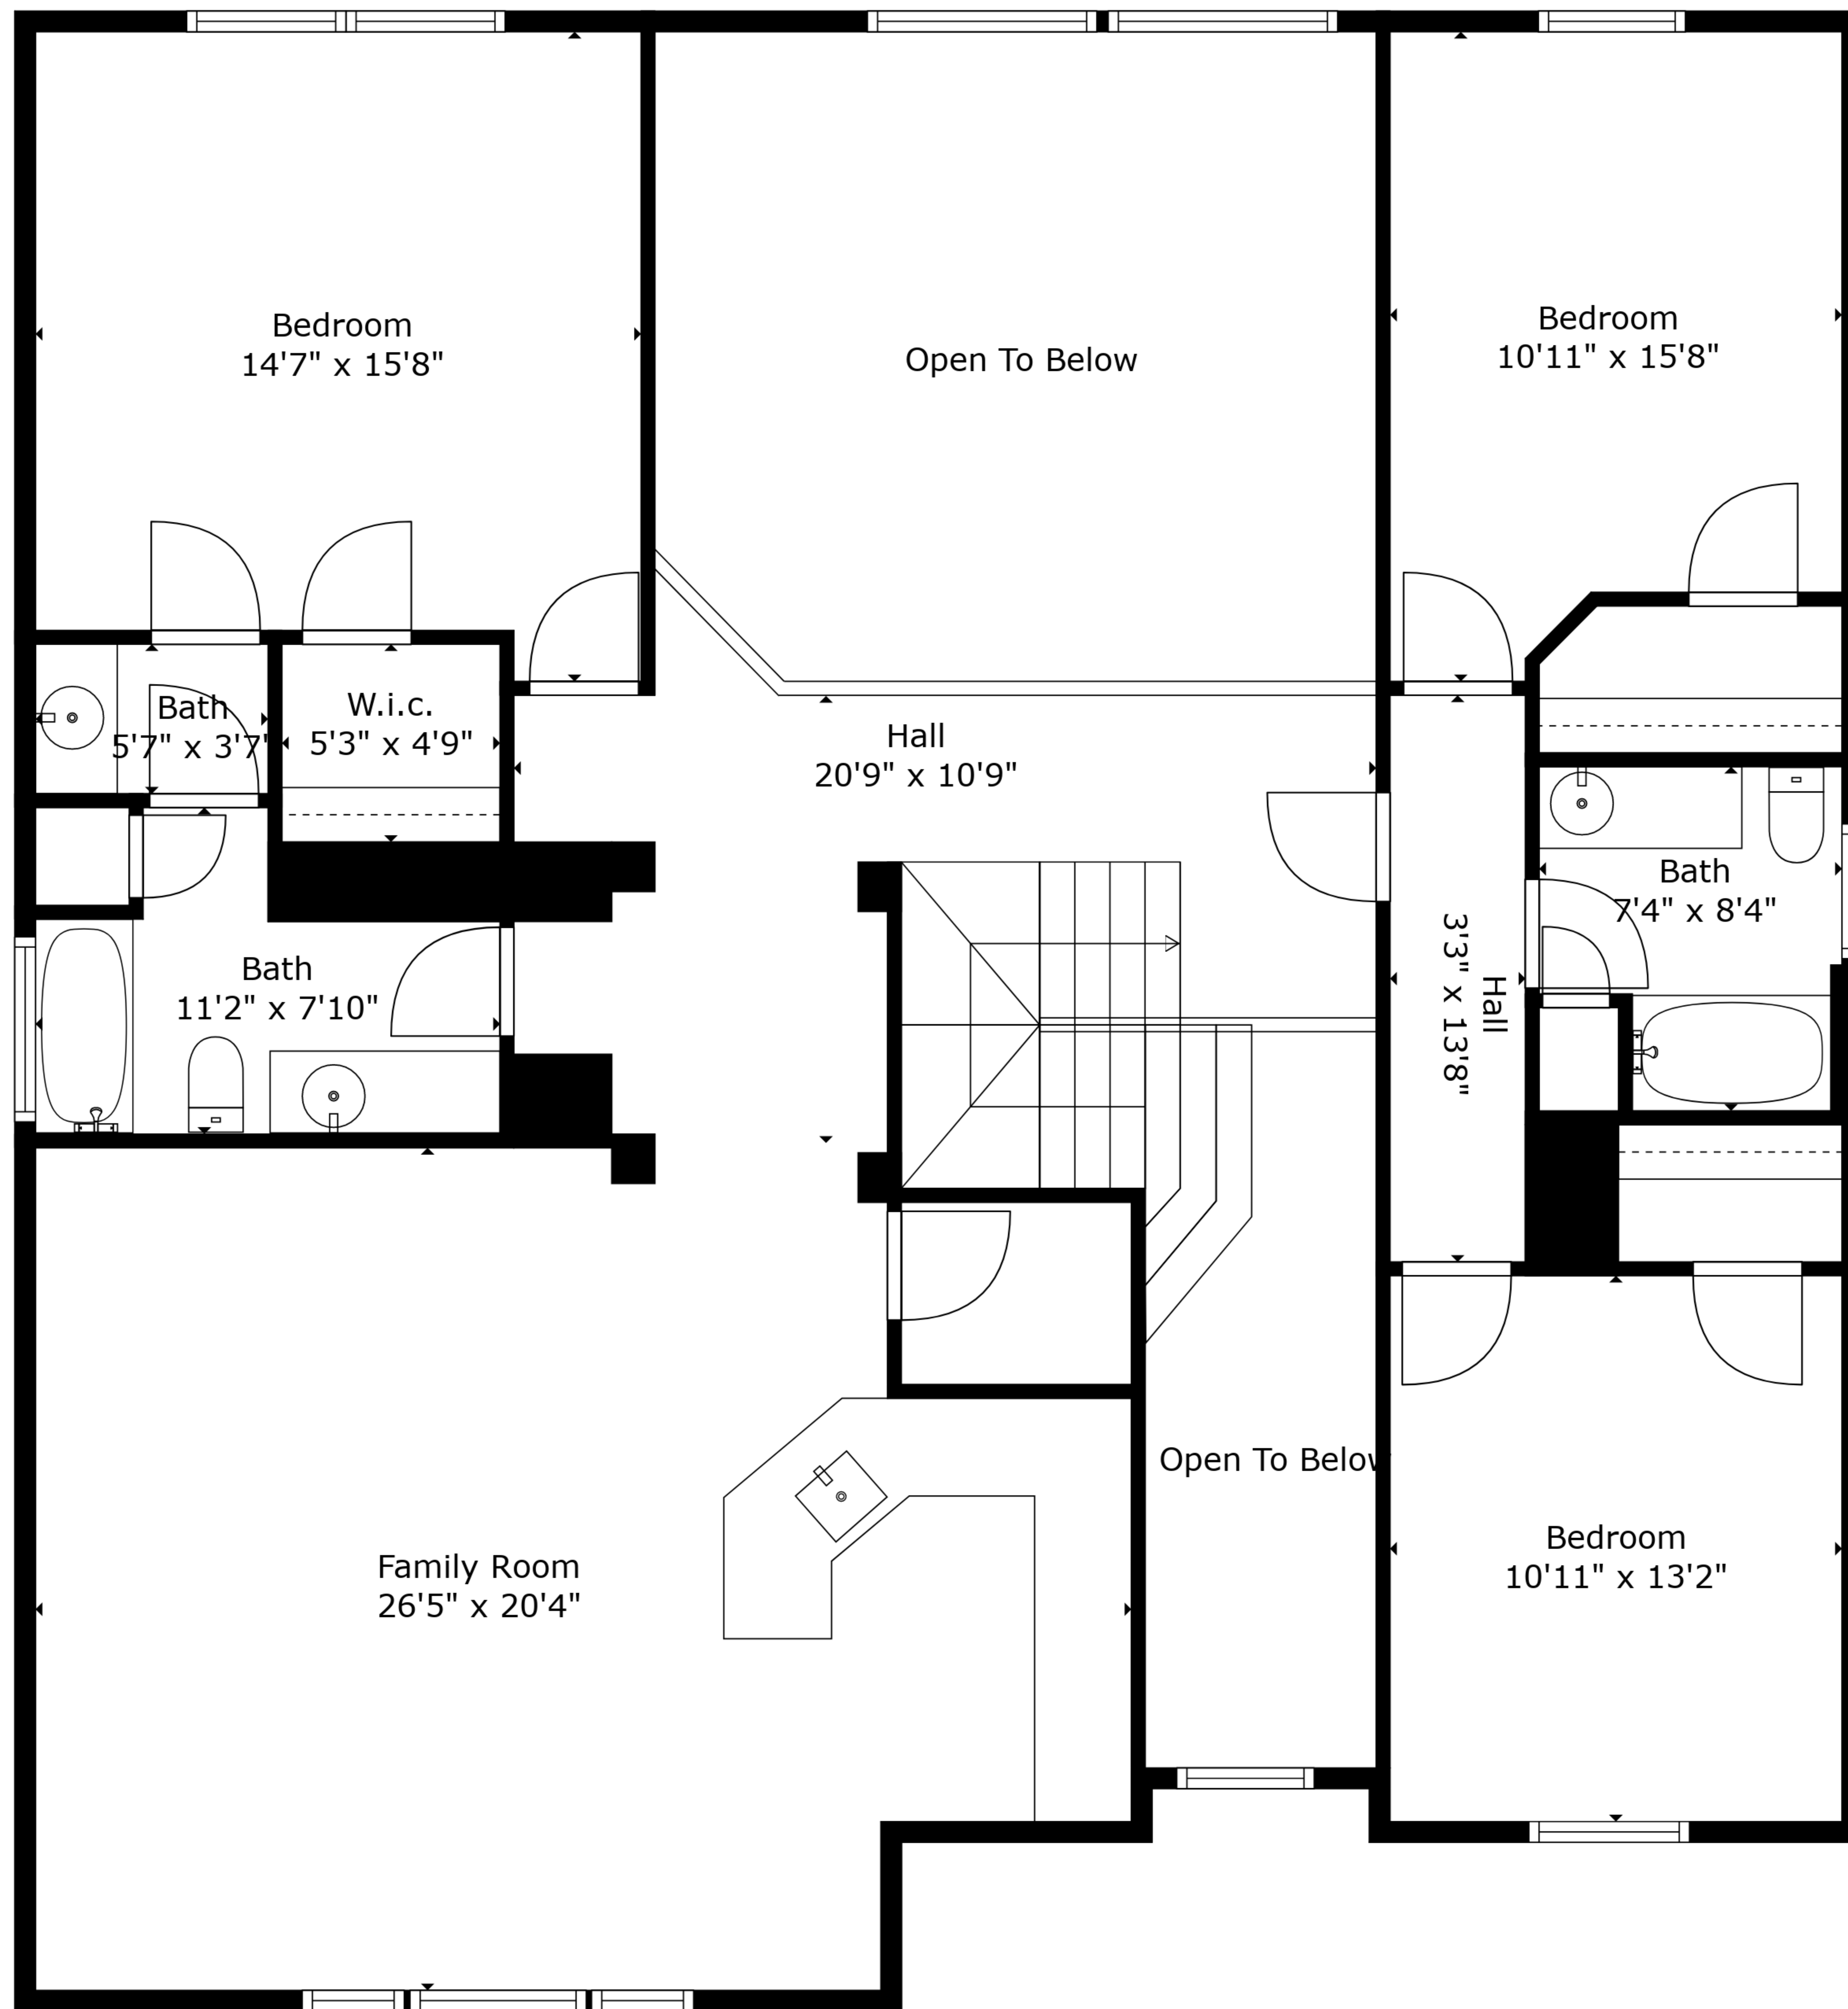 Bedroom
14'7" x 15'8"
Open To Below
Bedroom
10'11" x 15'8"
Bath
5'7" x 3'7"
W.i.c.
5'3" x 4'9"
Hall
20'9" x 10'9"
Bath
7'4" x 8'4"
Bath
11'2" x 7'10"
Hall
3'3" x 13'8"
Open To Below
Bedroom
10'11" x 13'2"
Family Room
26'5" x 20'4"